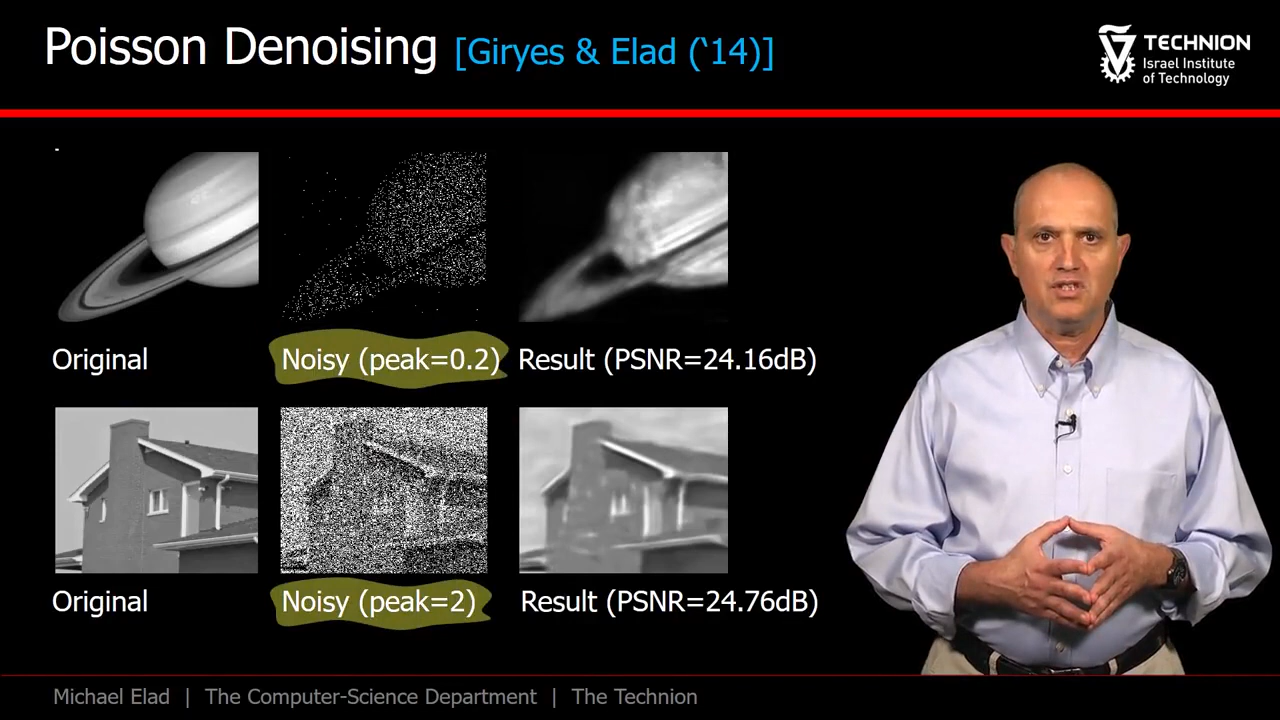 Poisson Denoising [Giryes & Elad (‘14)]
TECHNION
Israel Institute
of Technology
Original
Noisy (peak=0.2)
Result (PSNR=24.16dB)
Original
Noisy (peak=2)
Result (PSNR=24.76dB)
Michael Elad | The Computer-Science Department | The Technion